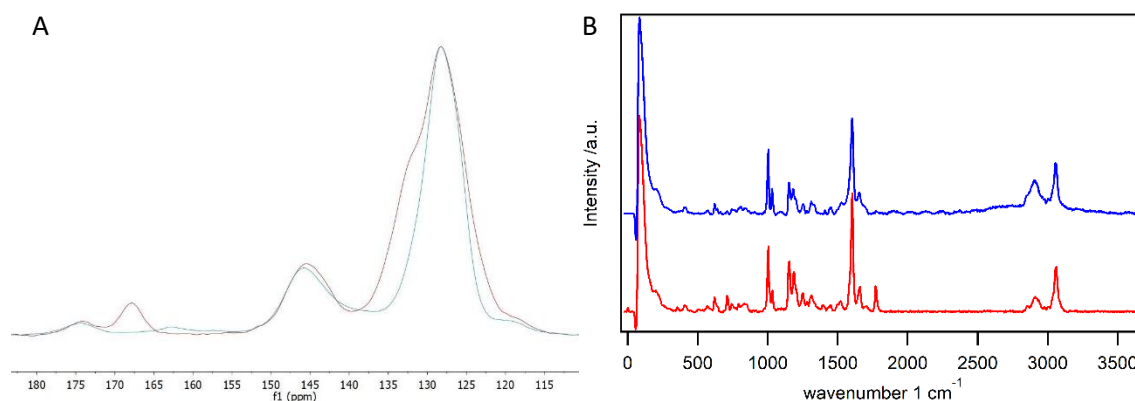 A
180 175 170 165 160 155 150 145 140 135 130 125 120 115
f1 (ppm)
B
Intensity /a.u.
0 500 1000 1500 2000 2500 3000 3500
wavenumber 1 cm-1